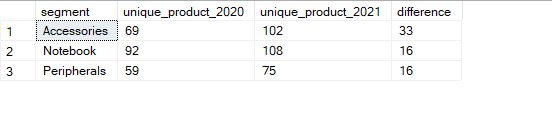 segment unique_product_2020 unique_product_2021 difference
1 Accessories 69 102 33
2 Notebook 92 108 16
3 Peripherals 59 75 16